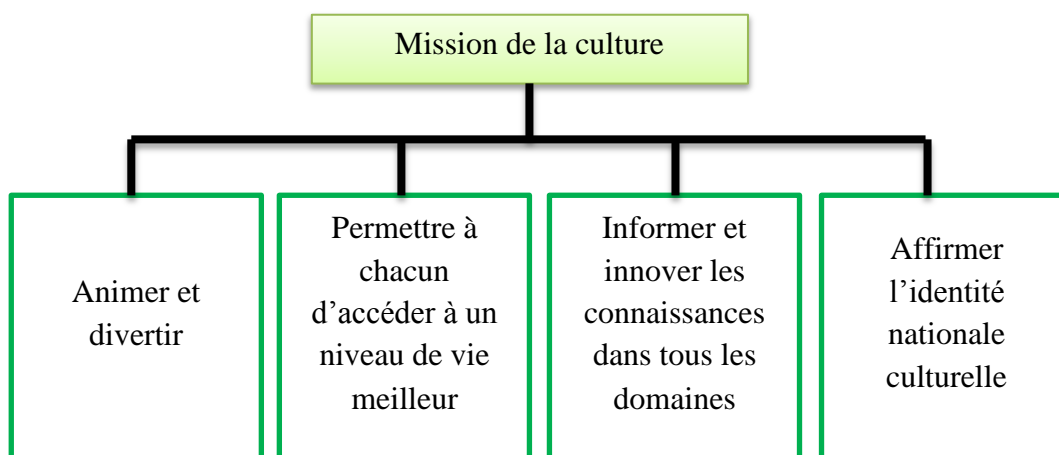 Mission de la culture
Animer et
divertir
Permettre à
chacun
d’accéder à un
niveau de vie
meilleur
Informer et
innover les
connaissances
dans tous les
domaines
Affirmer
l’identité
nationale
culturelle